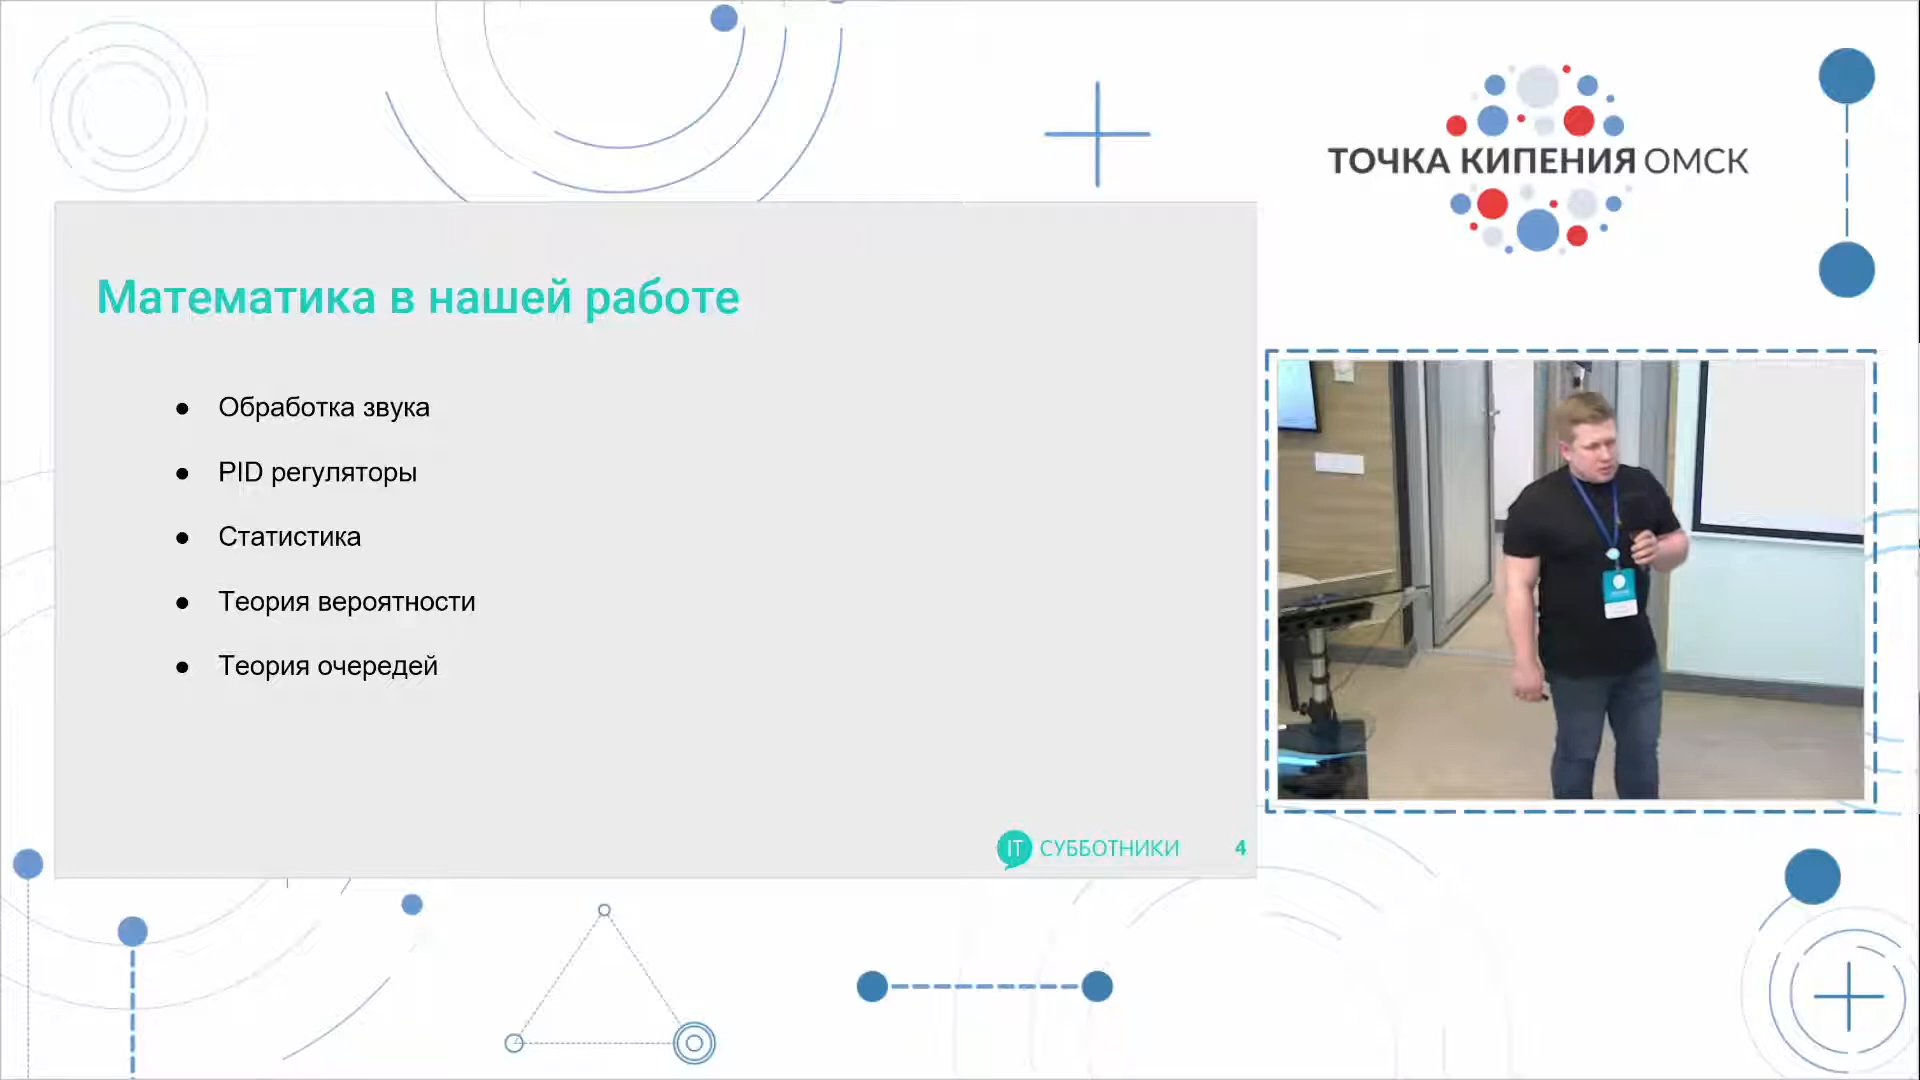 ТОЧКА КИПЕНИЯ ОМСК
Математика в нашей работе
● Обработка звука
● PID регуляторы
● Статистика
● Теория вероятности
● Теория очередей
IT СУББОТНИКИ 4